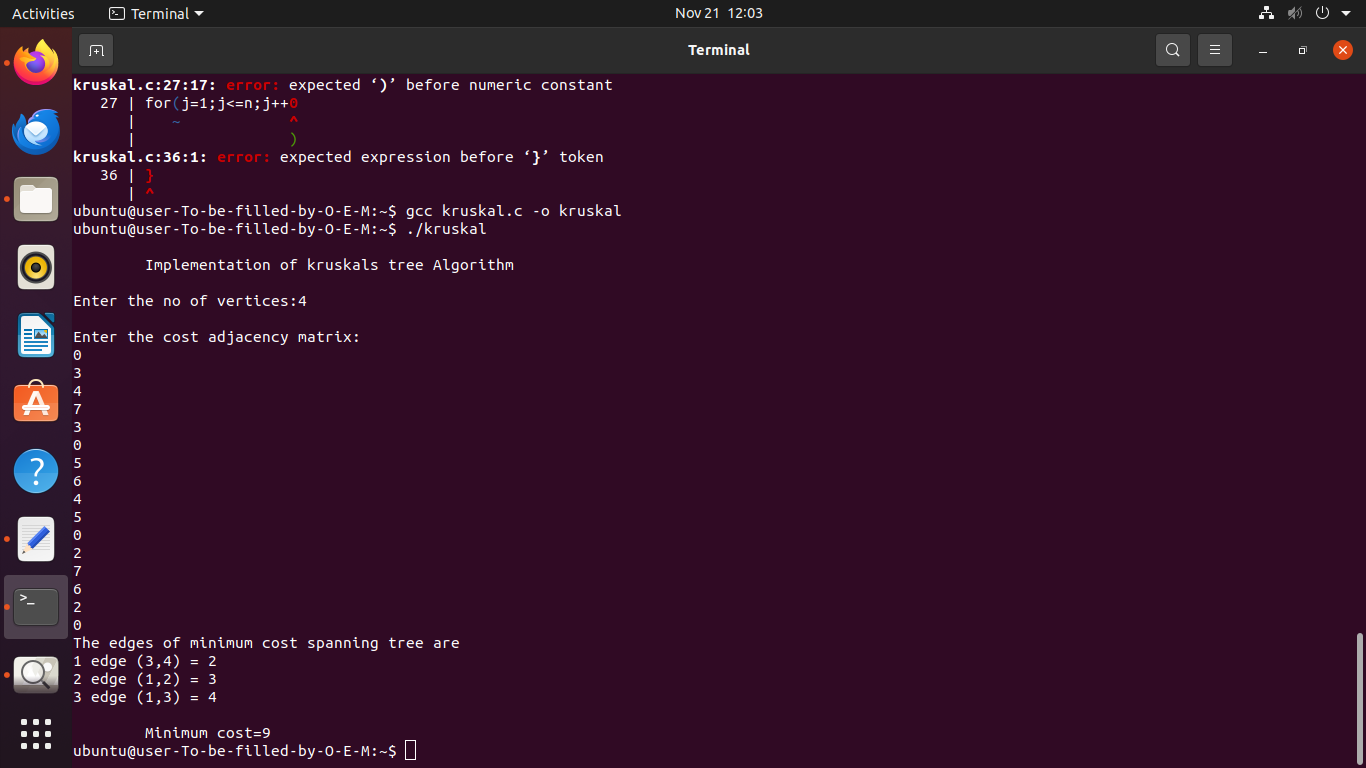 Activities Terminal Nov 21 12:03
Terminal
kruskal.c:27:17: error: expected ‘)’ before numeric constant
   27 | for(j=1;j<=n;j++0
      |    ~            ^
      |                 )
kruskal.c:36:1: error: expected expression before ‘}’ token
   36 | }
      | ^
ubuntu@user-To-be-filled-by-O-E-M:~$ gcc kruskal.c -o kruskal
ubuntu@user-To-be-filled-by-O-E-M:~$ ./kruskal
        Implementation of kruskals tree Algorithm
Enter the no of vertices:4
Enter the cost adjacency matrix:
0
3
4
7
3
0
5
6
4
5
0
2
7
6
2
0
The edges of minimum cost spanning tree are
1 edge (3,4) = 2
2 edge (1,2) = 3
3 edge (1,3) = 4
        Minimum cost=9
ubuntu@user-To-be-filled-by-O-E-M:~$